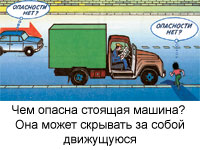 ОПАСНОСТИ
НЕТ?
ОПАСНОСТИ
НЕТ?
Чем опасна стоящая машина?
Она может скрывать за собой
движущуюся